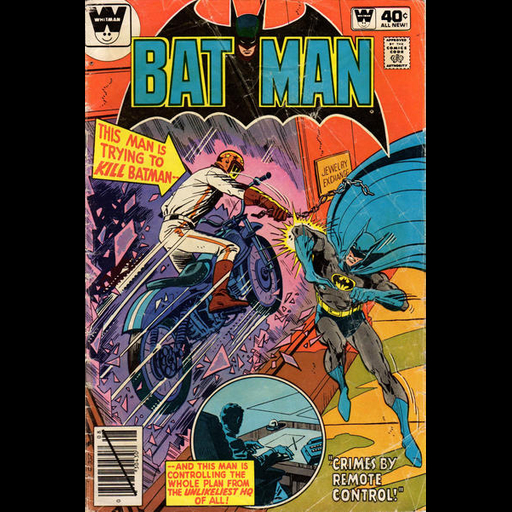 WHITMAN
40¢
ALL NEW!
APPROVED
BY THE
COMICS
CODE
AUTHORITY
BATMAN
THIS MAN IS
TRYING TO
KILL BATMAN--
JEWELRY
EXCHANGE
--AND THIS MAN IS
CONTROLLING THE
WHOLE PLAN FROM
THE UNLIKELIEST HQ
OF ALL!
"CRIMES BY
REMOTE
CONTROL!"